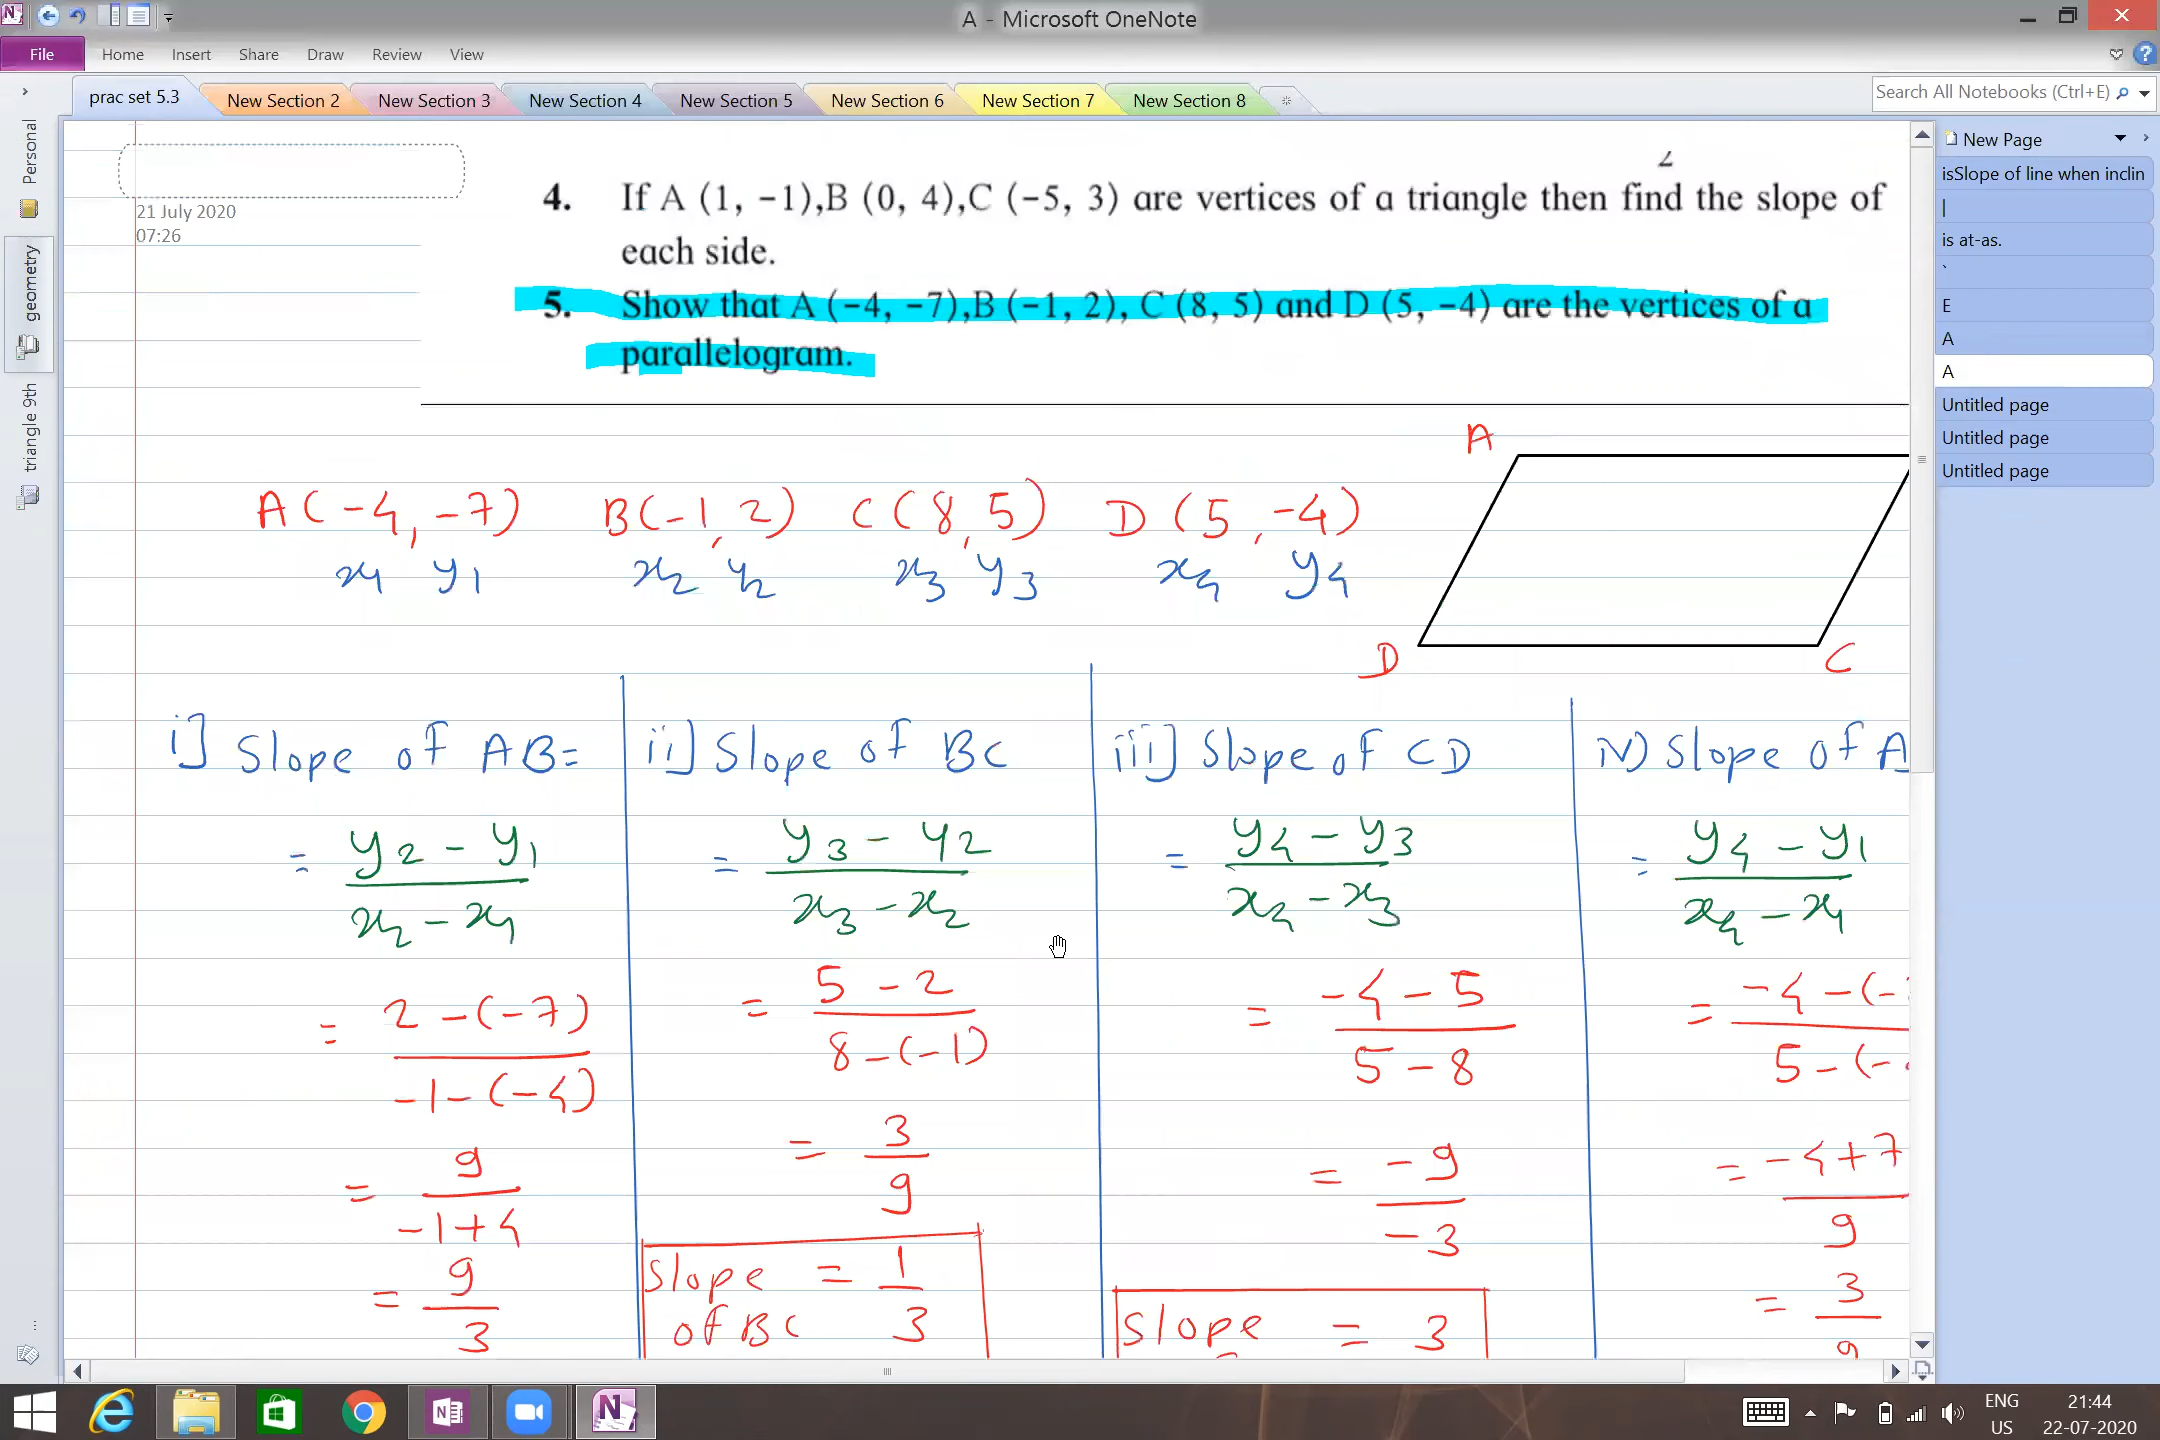 A - Microsoft OneNote
File Home Insert Share Draw Review View
prac set 5.3 New Section 2 New Section 3 New Section 4 New Section 5 New Section 6 New Section 7 New Section 8
Search All Notebooks (Ctrl+E)
Personal
geometry
triangle 9th
21 July 2020
07:26
4. If A (1, −1),B (0, 4),C (−5, 3) are vertices of a triangle then find the slope of
each side.
5. Show that A (−4, −7),B (−1, 2), C (8, 5) and D (5, −4) are the vertices of a
parallelogram.
A(-4, -7) B(-1, 2) C(8, 5) D(5, -4)
x1 y1 x2 y2 x3 y3 x4 y4
A
D C
i] Slope of AB=
= y2 - y1
x2 - x1
= 2 -(-7)
-1-(-4)
= 9
-1+4
= 9
3
ii] Slope of BC
= y3 - y2
x3 - x2
= 5 - 2
8-(-1)
= 3
9
Slope = 1
of BC 3
iii] Slope of CD
= y4 - y3
x4 - x3
= -4-5
5-8
= -9
-3
Slope = 3
iv) Slope of A
= y4 - y1
x4 - x1
= -4-(-
5-(-
= -4+7
9
= 3
9
New Page
isSlope of line when inclin
|
is at-as.
`
E
A
A
Untitled page
Untitled page
Untitled page
ENG
US
21:44
22-07-2020